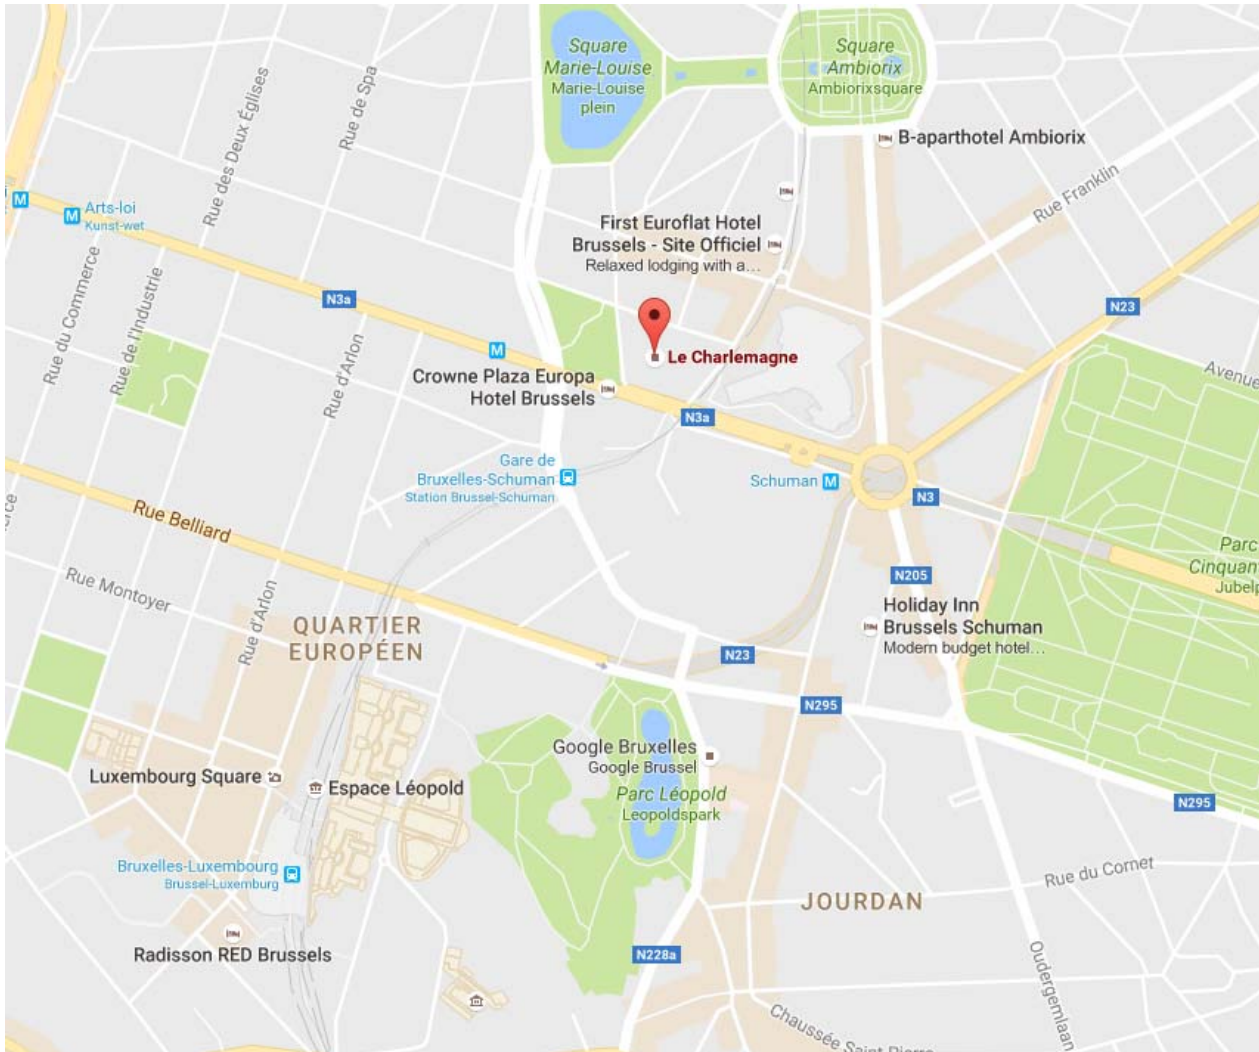 Square
Marie-Louise
Marie-Louise
plein
Square
Ambiorix
Ambiorixsquare
B-aparthotel Ambiorix
Rue de Spa
Rue des Deux Églises
Rue Franklin
M
M
Arts-loi
Kunst-wet
First Euroflat Hotel
Brussels - Site Officiel
Relaxed lodging with a...
N3a
N23
Rue du Commerce
Rue de l'Industrie
Rue d'Arlon
M
Le Charlemagne
Avenue
Crowne Plaza Europa
Hotel Brussels
N3a
Gare de
Bruxelles-Schuman
Station Brussel-Schuman
Schuman M
N3
Rue Belliard
Parc
Cinquan
Jubelp
Rue Montoyer
Rue d'Arlon
N205
Holiday Inn
Brussels Schuman
Modern budget hotel...
QUARTIER
EUROPÉEN
N23
N295
Google Bruxelles
Google Brussel
Luxembourg Square
Espace Léopold
Parc Léopold
Leopoldspark
N295
Bruxelles-Luxembourg
Brussel-Luxemburg
Rue du Cornet
JOURDAN
Radisson RED Brussels
N228a
Oudergemlaan
Chaussée Saint-Pierre